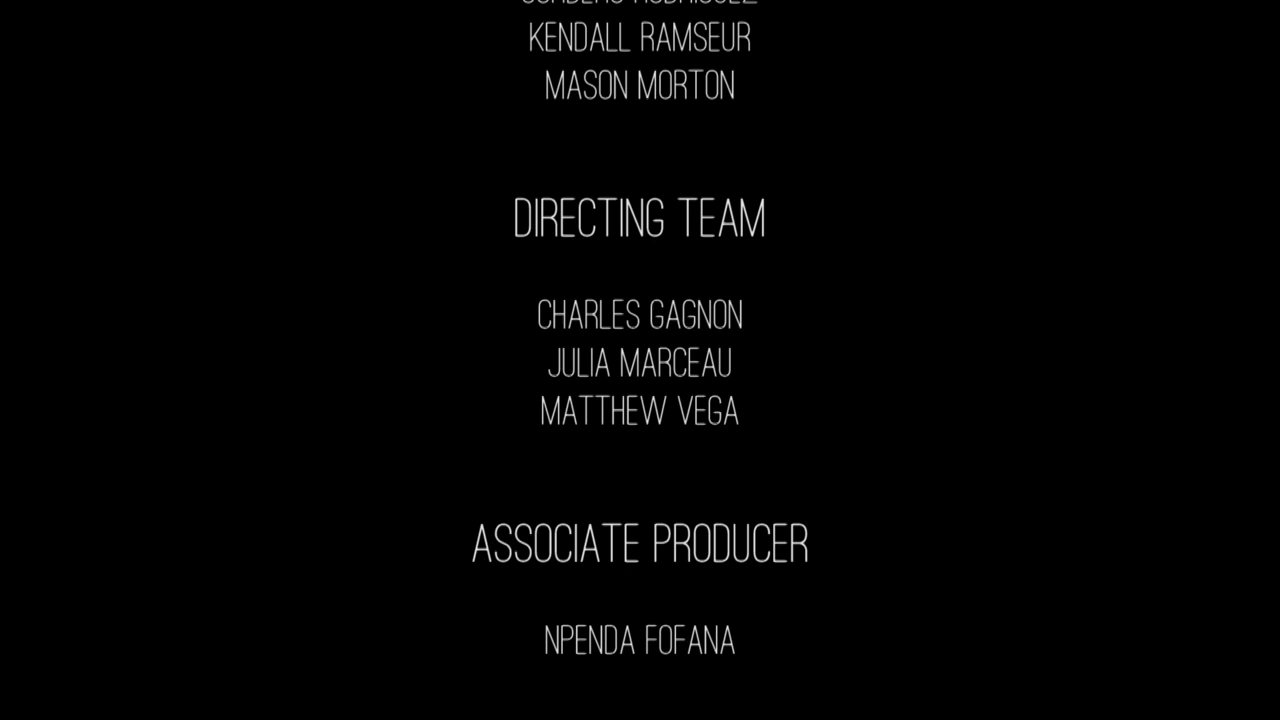 KENDALL RAMSEUR
MASON MORTON
DIRECTING TEAM
CHARLES GAGNON
JULIA MARCEAU
MATTHEW VEGA
ASSOCIATE PRODUCER
NPENDA FOFANA